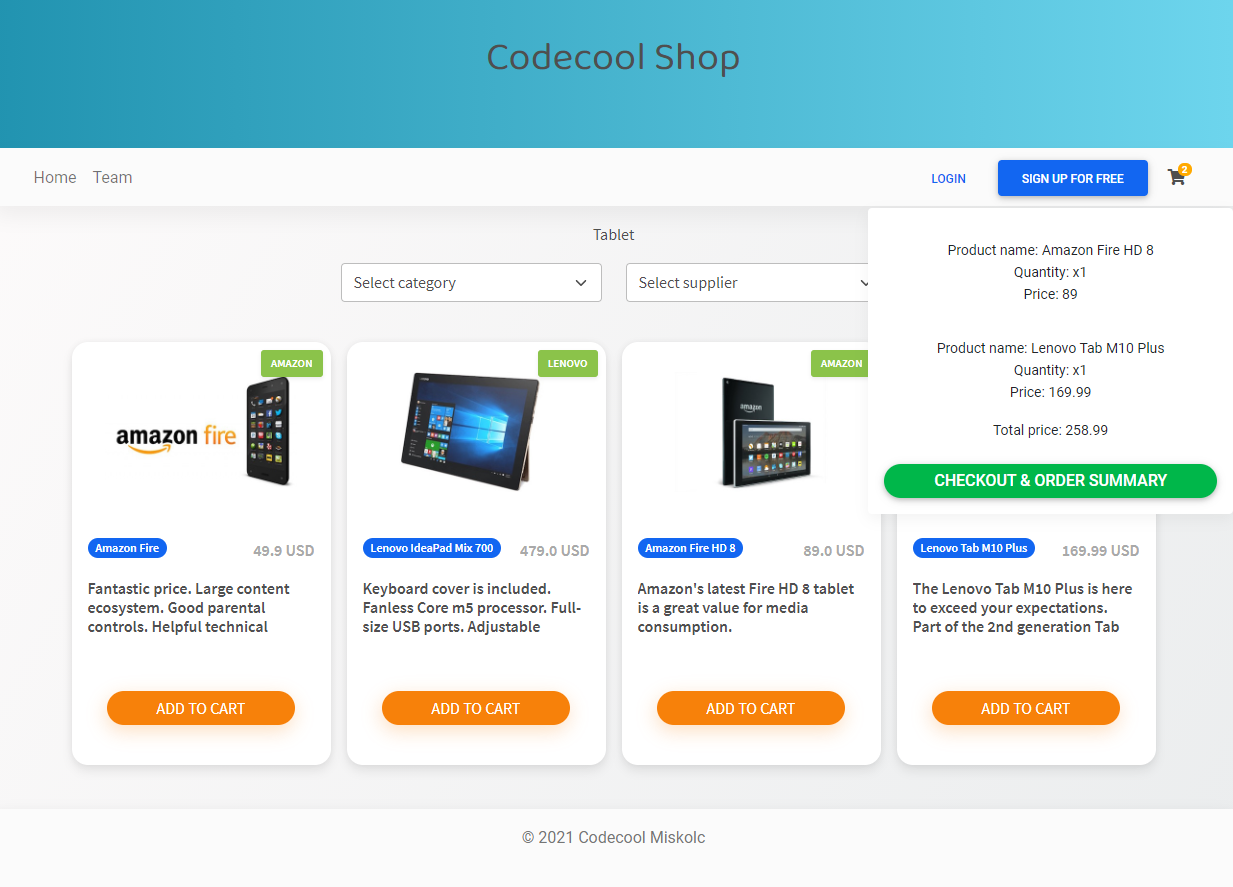 Codecool Shop
Home Team LOGIN SIGN UP FOR FREE 2
Tablet
Select category Select supplier
Product name: Amazon Fire HD 8
Quantity: x1
Price: 89
Product name: Lenovo Tab M10 Plus
Quantity: x1
Price: 169.99
Total price: 258.99
CHECKOUT & ORDER SUMMARY
AMAZON
amazon fire
Amazon Fire 49.9 USD
Fantastic price. Large content
ecosystem. Good parental
controls. Helpful technical
ADD TO CART
LENOVO
Lenovo IdeaPad Mix 700 479.0 USD
Keyboard cover is included.
Fanless Core m5 processor. Full-
size USB ports. Adjustable
ADD TO CART
AMAZON
amazon
Amazon Fire HD 8 89.0 USD
Amazon's latest Fire HD 8 tablet
is a great value for media
consumption.
ADD TO CART
Lenovo Tab M10 Plus 169.99 USD
The Lenovo Tab M10 Plus is here
to exceed your expectations.
Part of the 2nd generation Tab
ADD TO CART
© 2021 Codecool Miskolc